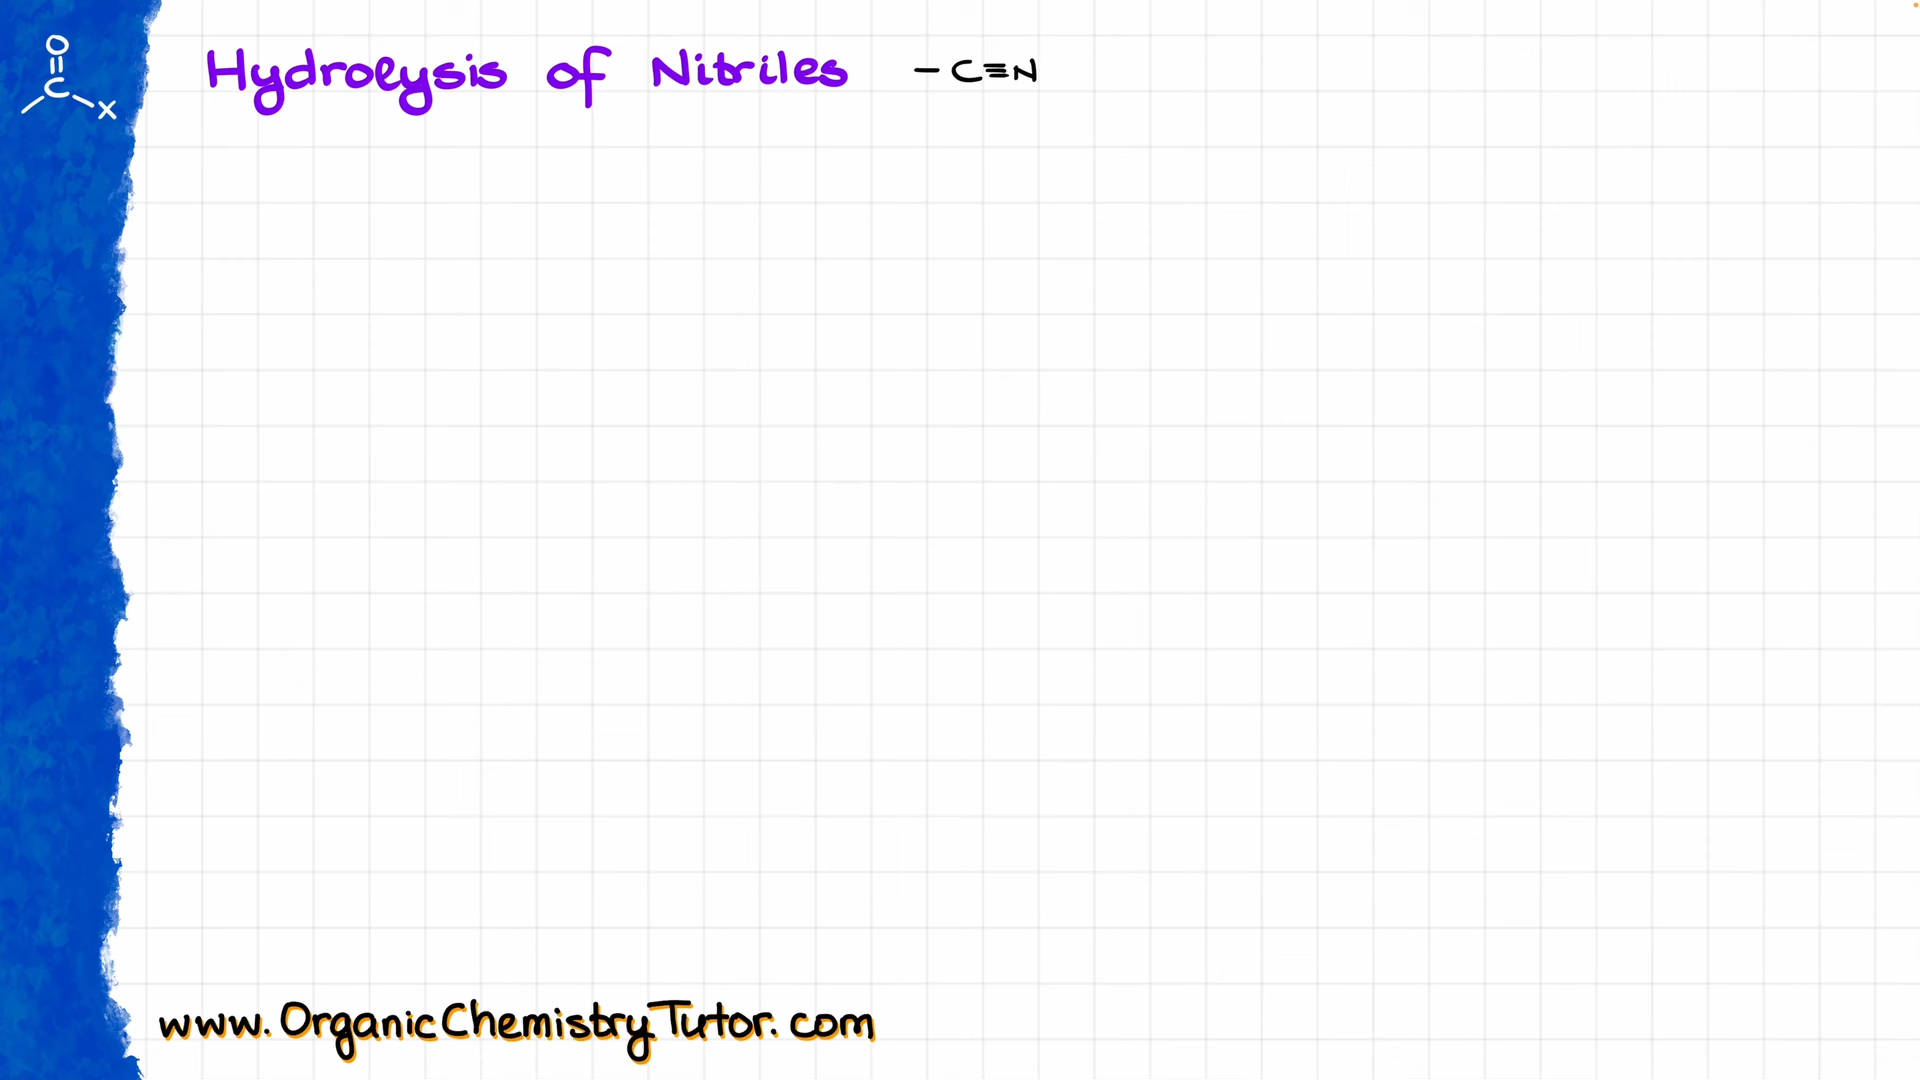 Hydrolysis of Nitriles -C≡N
O
C
X
www.OrganicChemistryTutor.com